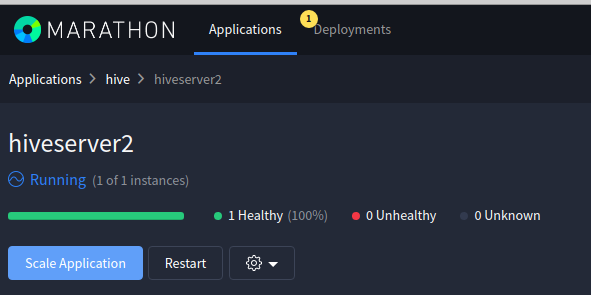 MARATHON Applications 1 Deployments
Applications > hive > hiveserver2
hiveserver2
Running (1 of 1 instances)
1 Healthy (100%) 0 Unhealthy 0 Unknown
Scale Application Restart